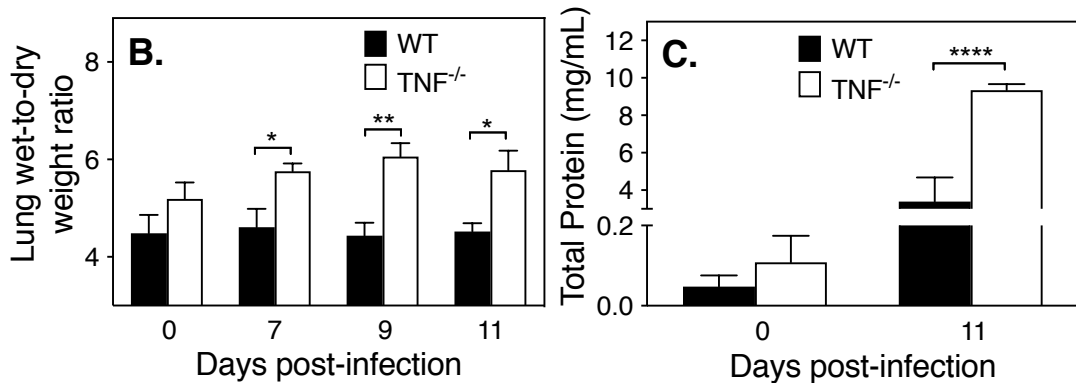 B.
WT
TNF-/-
Lung wet-to-dry
weight ratio
8
6
4
*
**
*
0 7 9 11
Days post-infection
C.
WT
TNF-/-
Total Protein (mg/mL)
12
10
8
6
4
0.2
0.0
****
0 11
Days post-infection